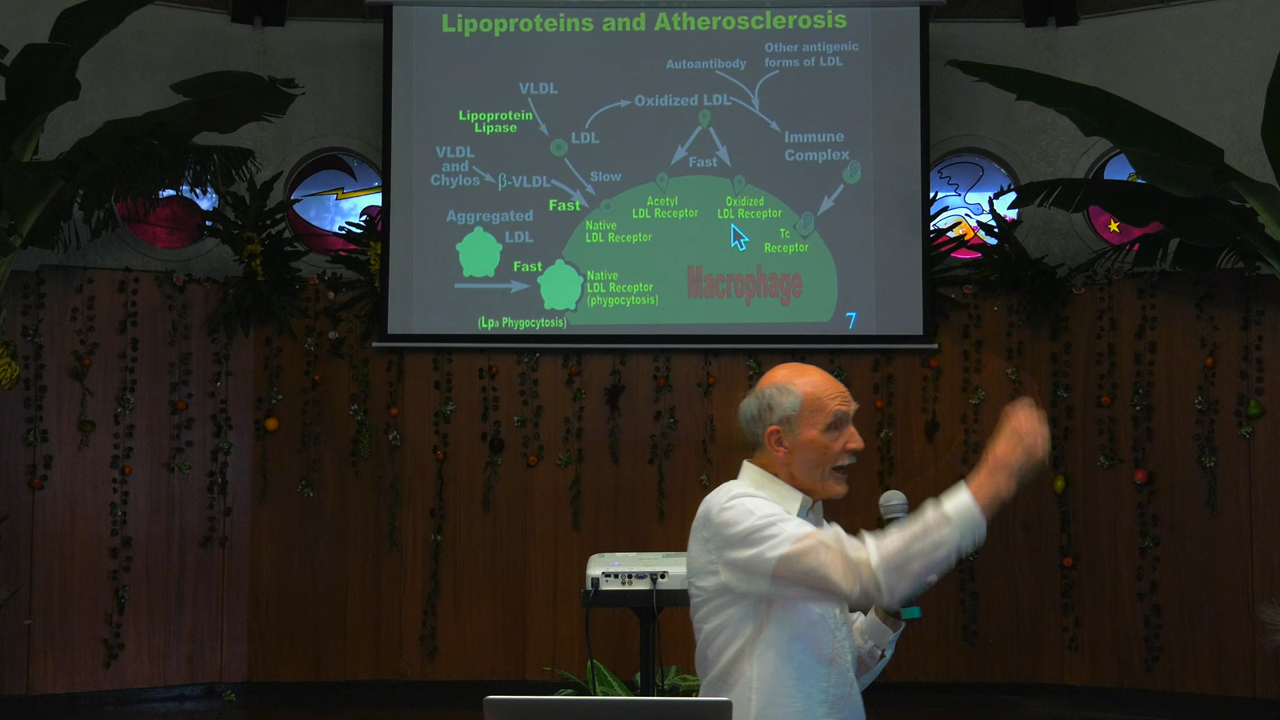 Lipoproteins and Atherosclerosis
Other antigenic
forms of LDL
Autoantibody
VLDL
Oxidized LDL
Lipoprotein
Lipase
LDL
Immune
Complex
VLDL
and
Chylos
β-VLDL
Slow
Fast
Fast
Acetyl
LDL Receptor
Oxidized
LDL Receptor
Aggregated
LDL
Native
LDL Receptor
Tc
Receptor
Fast
Native
LDL Receptor
(phygocytosis)
Macrophage
(Lpa Phygocytosis)
7